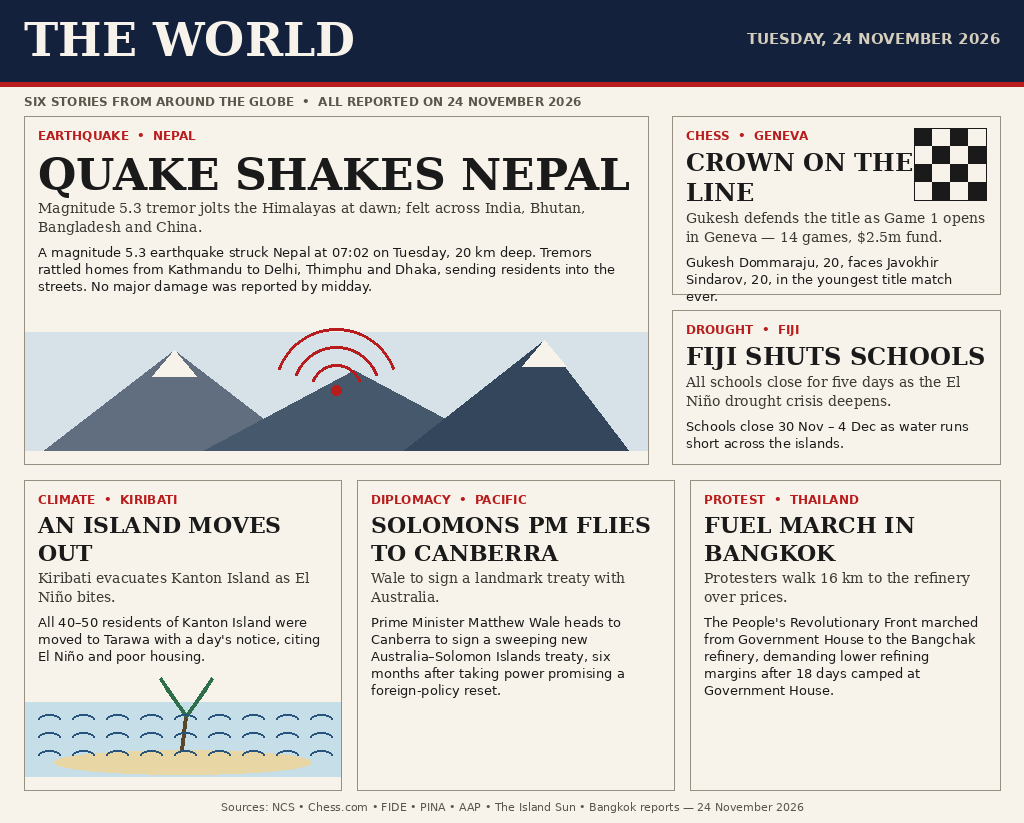 THE WORLD
TUESDAY, 24 NOVEMBER 2026
SIX STORIES FROM AROUND THE GLOBE • ALL REPORTED ON 24 NOVEMBER 2026
EARTHQUAKE • NEPAL
QUAKE SHAKES NEPAL
Magnitude 5.3 tremor jolts the Himalayas at dawn; felt across India, Bhutan,
Bangladesh and China.
A magnitude 5.3 earthquake struck Nepal at 07:02 on Tuesday, 20 km deep. Tremors
rattled homes from Kathmandu to Delhi, Thimphu and Dhaka, sending residents into the
streets. No major damage was reported by midday.
CHESS • GENEVA
CROWN ON THE
LINE
Gukesh defends the title as Game 1 opens
in Geneva — 14 games, $2.5m fund.
Gukesh Dommaraju, 20, faces Javokhir
Sindarov, 20, in the youngest title match
ever.
DROUGHT • FIJI
FIJI SHUTS SCHOOLS
All schools close for five days as the El
Niño drought crisis deepens.
Schools close 30 Nov – 4 Dec as water runs
short across the islands.
CLIMATE • KIRIBATI
AN ISLAND MOVES
OUT
Kiribati evacuates Kanton Island as El
Niño bites.
All 40–50 residents of Kanton Island were
moved to Tarawa with a day's notice, citing
El Niño and poor housing.
DIPLOMACY • PACIFIC
SOLOMONS PM FLIES
TO CANBERRA
Wale to sign a landmark treaty with
Australia.
Prime Minister Matthew Wale heads to
Canberra to sign a sweeping new
Australia–Solomon Islands treaty, six
months after taking power promising a
foreign-policy reset.
PROTEST • THAILAND
FUEL MARCH IN
BANGKOK
Protesters walk 16 km to the refinery
over prices.
The People's Revolutionary Front marched
from Government House to the Bangchak
refinery, demanding lower refining
margins after 18 days camped at
Government House.
Sources: NCS • Chess.com • FIDE • PINA • AAP • The Island Sun • Bangkok reports — 24 November 2026